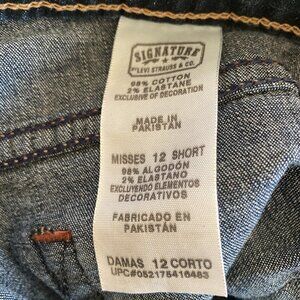 SIGNATURE
BY LEVI STRAUSS & CO.
98% COTTON
2% ELASTANE
EXCLUSIVE OF DECORATION
MADE IN
PAKISTAN
MISSES 12 SHORT
98% ALGODÓN
2% ELASTANO
EXCLUYENDO ELEMENTOS
DECORATIVOS
FABRICADO EN
PAKISTAN
DAMAS 12 CORTO
UPC#052175416483